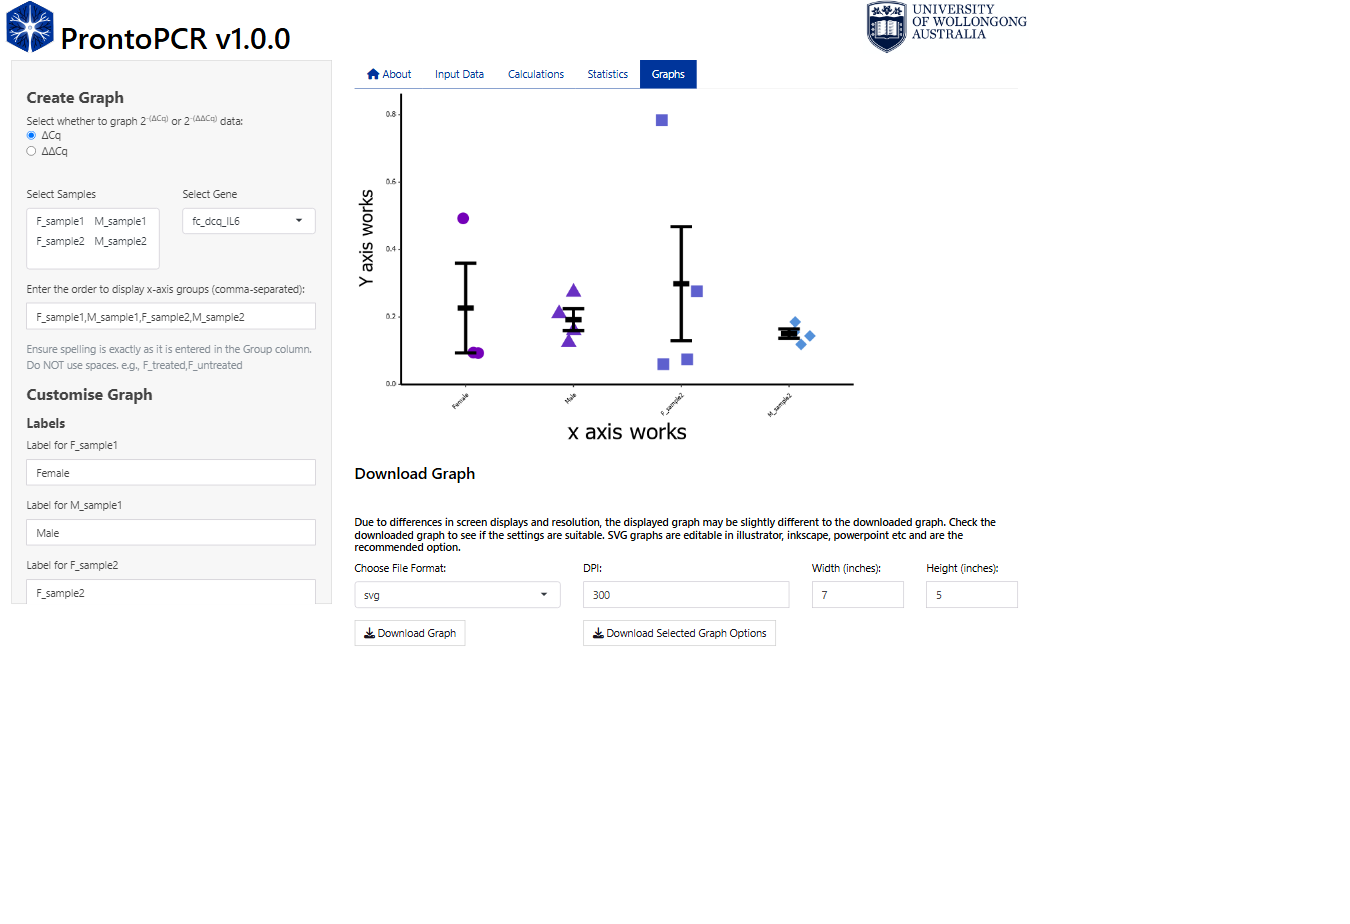 ProntoPCR v1.0.0
UNIVERSITY
OF WOLLONGONG
AUSTRALIA
Create Graph
Select whether to graph 2^-(ΔCq) or 2^-(ΔΔCq) data:
ΔCq
ΔΔCq
Select Samples
F_sample1 M_sample1
F_sample2 M_sample2
Select Gene
fc_dcq_IL6
Enter the order to display x-axis groups (comma-separated):
F_sample1,M_sample1,F_sample2,M_sample2
Ensure spelling is exactly as it is entered in the Group column.
Do NOT use spaces. e.g., F_treated,F_untreated
Customise Graph
Labels
Label for F_sample1
Female
Label for M_sample1
Male
Label for F_sample2
F_sample2
About Input Data Calculations Statistics Graphs
Y axis works
0.8
0.6
0.4
0.2
0.0
Female Male F_sample2 M_sample2
x axis works
Download Graph
Due to differences in screen displays and resolution, the displayed graph may be slightly different to the downloaded graph. Check the
downloaded graph to see if the settings are suitable. SVG graphs are editable in illustrator, inkscape, powerpoint etc and are the
recommended option.
Choose File Format: DPI: Width (inches): Height (inches):
svg 300 7 5
Download Graph Download Selected Graph Options